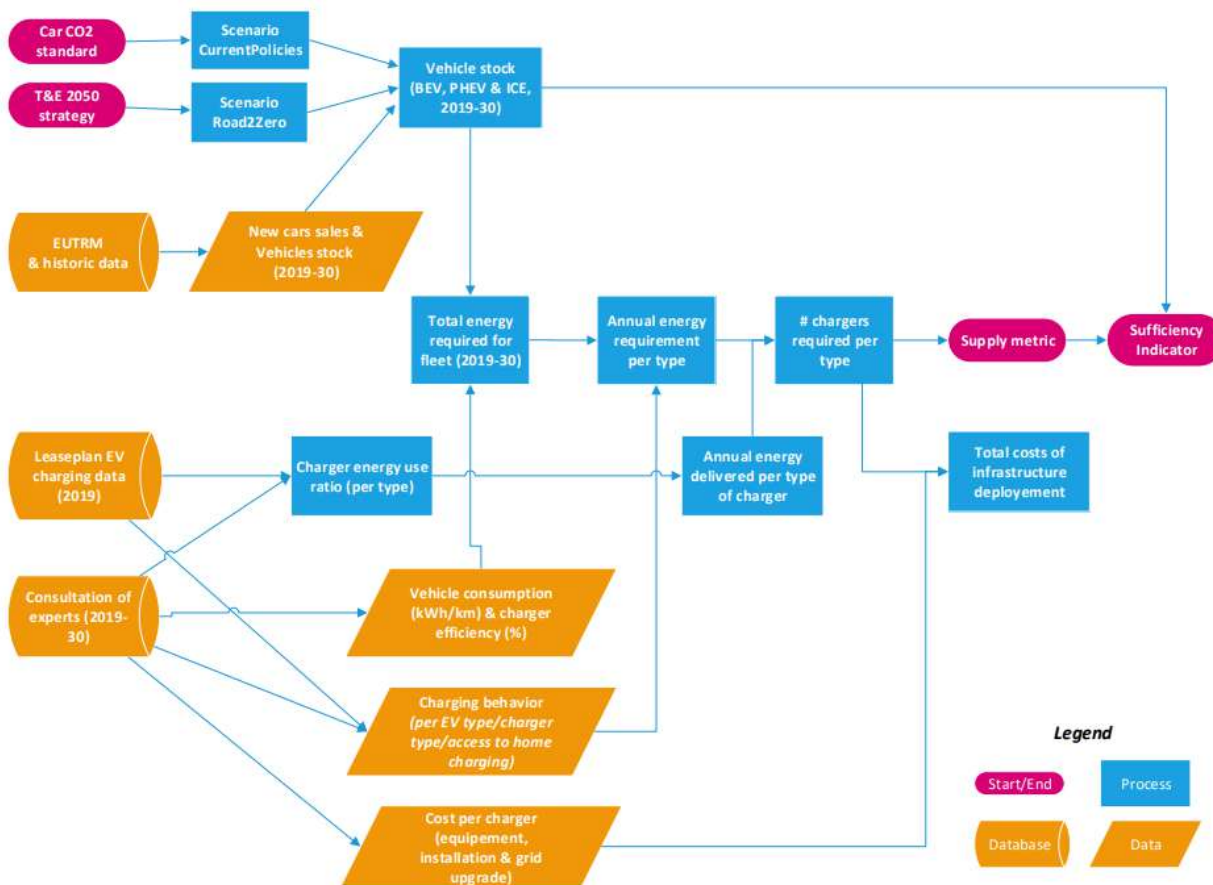 Car CO2
standard
Scenario
CurrentPolicies
Vehicle stock
(BEV, PHEV & ICE,
2019-30)
T&E 2050
strategy
Scenario
Road2Zero
EUTRM
& historic data
New cars sales &
Vehicles stock
(2019-30)
Total energy
required for
fleet (2019-30)
Annual energy
requirement
per type
# chargers
required per
type
Supply metric
Sufficiency
Indicator
Leaseplan EV
charging data
(2019)
Charger energy use
ratio (per type)
Annual energy
delivered per type
of charger
Total costs of
infrastructure
deployement
Consultation of
experts (2019-
30)
Vehicle consumption
(kWh/km) & charger
efficiency (%)
Charging behavior
(per EV type/charger
type/access to home
charging)
Cost per charger
(equipement,
installation & grid
upgrade)
Legend
Start/End
Process
Database
Data